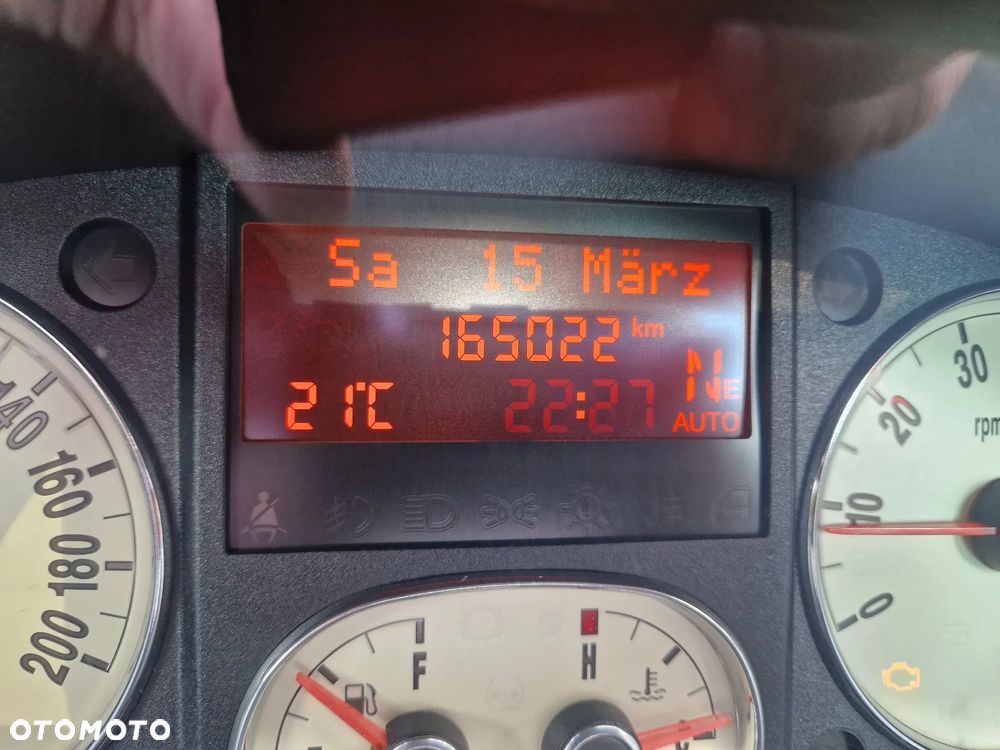 Sa 15 März
165022 km
21°C 22:27 NE
AUTO
140
160
180
200
30
20
rpm
10
0
F
H
OTOMOTO